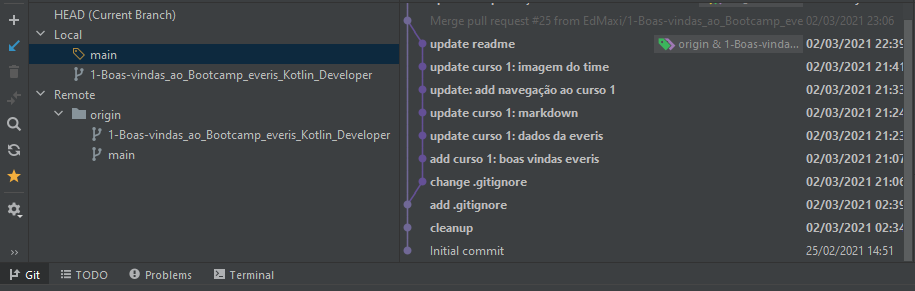 HEAD (Current Branch)
Local
main
1-Boas-vindas_ao_Bootcamp_everis_Kotlin_Developer
Remote
origin
1-Boas-vindas_ao_Bootcamp_everis_Kotlin_Developer
main
Merge pull request #25 from EdMaxi/1-Boas-vindas_ao_Bootcamp_eve 02/03/2021 23:06
update readme origin & 1-Boas-vinda... 02/03/2021 22:39
update curso 1: imagem do time 02/03/2021 21:41
update: add navegação ao curso 1 02/03/2021 21:33
update curso 1: markdown 02/03/2021 21:24
update curso 1: dados da everis 02/03/2021 21:23
add curso 1: boas vindas everis 02/03/2021 21:07
change .gitignore 02/03/2021 21:06
add .gitignore 02/03/2021 02:39
cleanup 02/03/2021 02:34
Initial commit 25/02/2021 14:51
Git TODO Problems Terminal